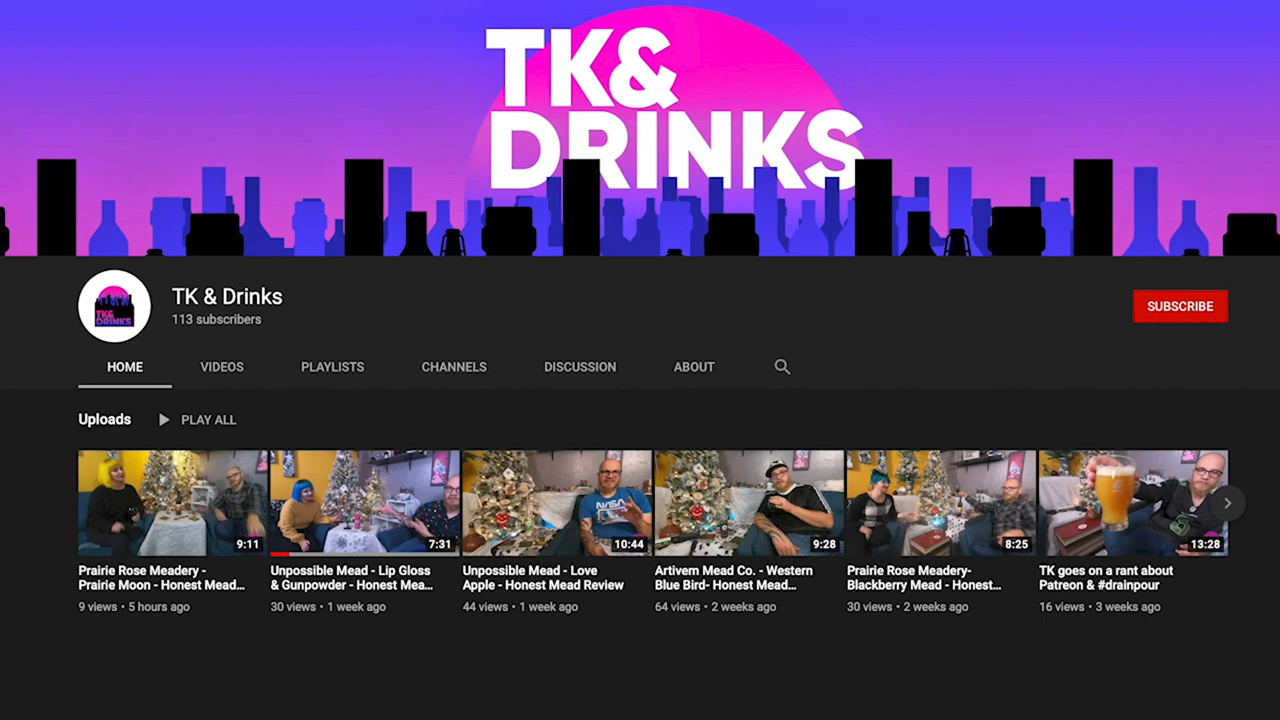 TK&
DRINKS
TK&
DRINKS
TK & Drinks
113 subscribers
SUBSCRIBE
HOME VIDEOS PLAYLISTS CHANNELS DISCUSSION ABOUT
Uploads PLAY ALL
9:11 7:31 10:44 9:28 8:25 13:28
NASA
Prairie Rose Meadery -
Prairie Moon - Honest Mead...
9 views • 5 hours ago
Unpossible Mead - Lip Gloss
& Gunpowder - Honest Mea...
30 views • 1 week ago
Unpossible Mead - Love
Apple - Honest Mead Review
44 views • 1 week ago
Artivem Mead Co. - Western
Blue Bird- Honest Mead...
64 views • 2 weeks ago
Prairie Rose Meadery-
Blackberry Mead - Honest...
30 views • 2 weeks ago
TK goes on a rant about
Patreon & #drainpour
16 views • 3 weeks ago